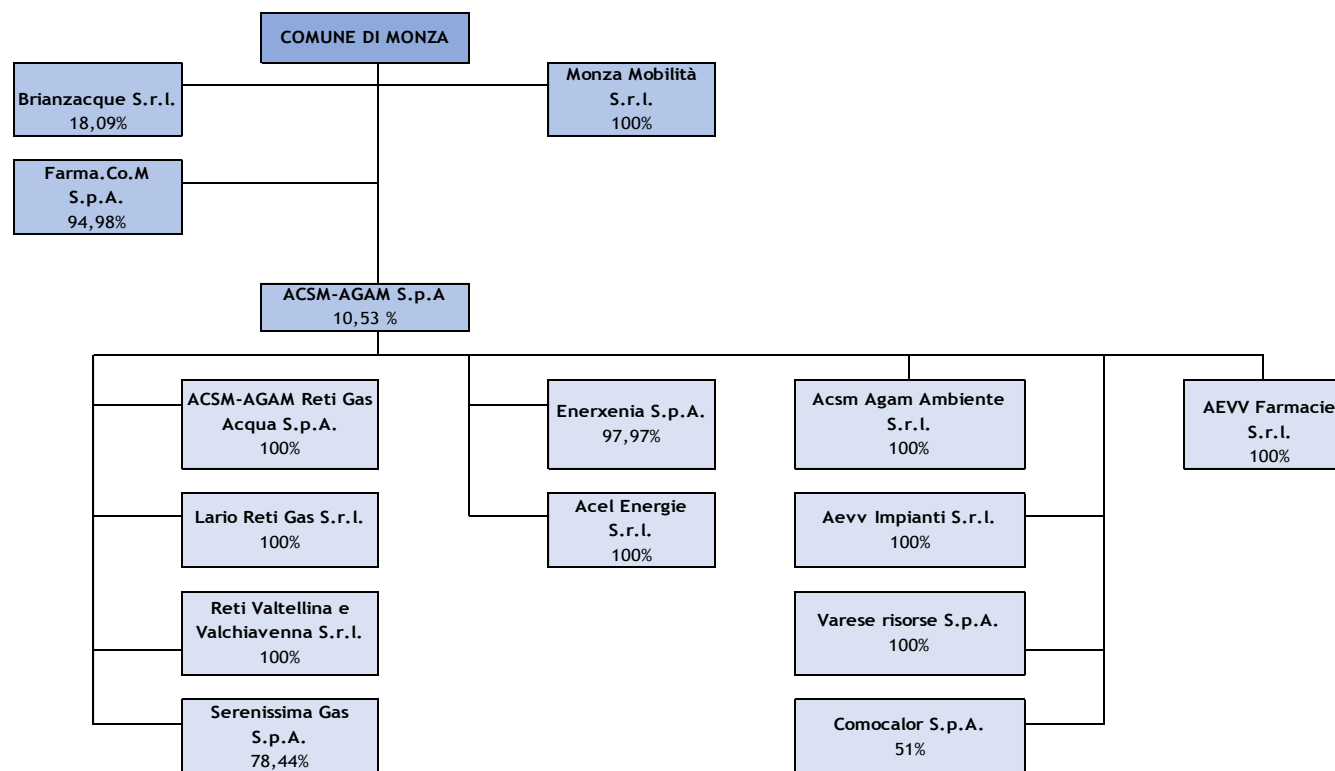 COMUNE DI MONZA
Brianzacque S.r.l.
18,09%
Monza Mobilità
S.r.l.
100%
Farma.Co.M
S.p.A.
94,98%
ACSM-AGAM S.p.A
10,53 %
ACSM-AGAM Reti Gas
Acqua S.p.A.
100%
Enerxenia S.p.A.
97,97%
Acsm Agam Ambiente
S.r.l.
100%
AEVV Farmacie
S.r.l.
100%
Lario Reti Gas S.r.l.
100%
Acel Energie
S.r.l.
100%
Aevv Impianti S.r.l.
100%
Reti Valtellina e
Valchiavenna S.r.l.
100%
Varese risorse S.p.A.
100%
Serenissima Gas
S.p.A.
78,44%
Comocalor S.p.A.
51%